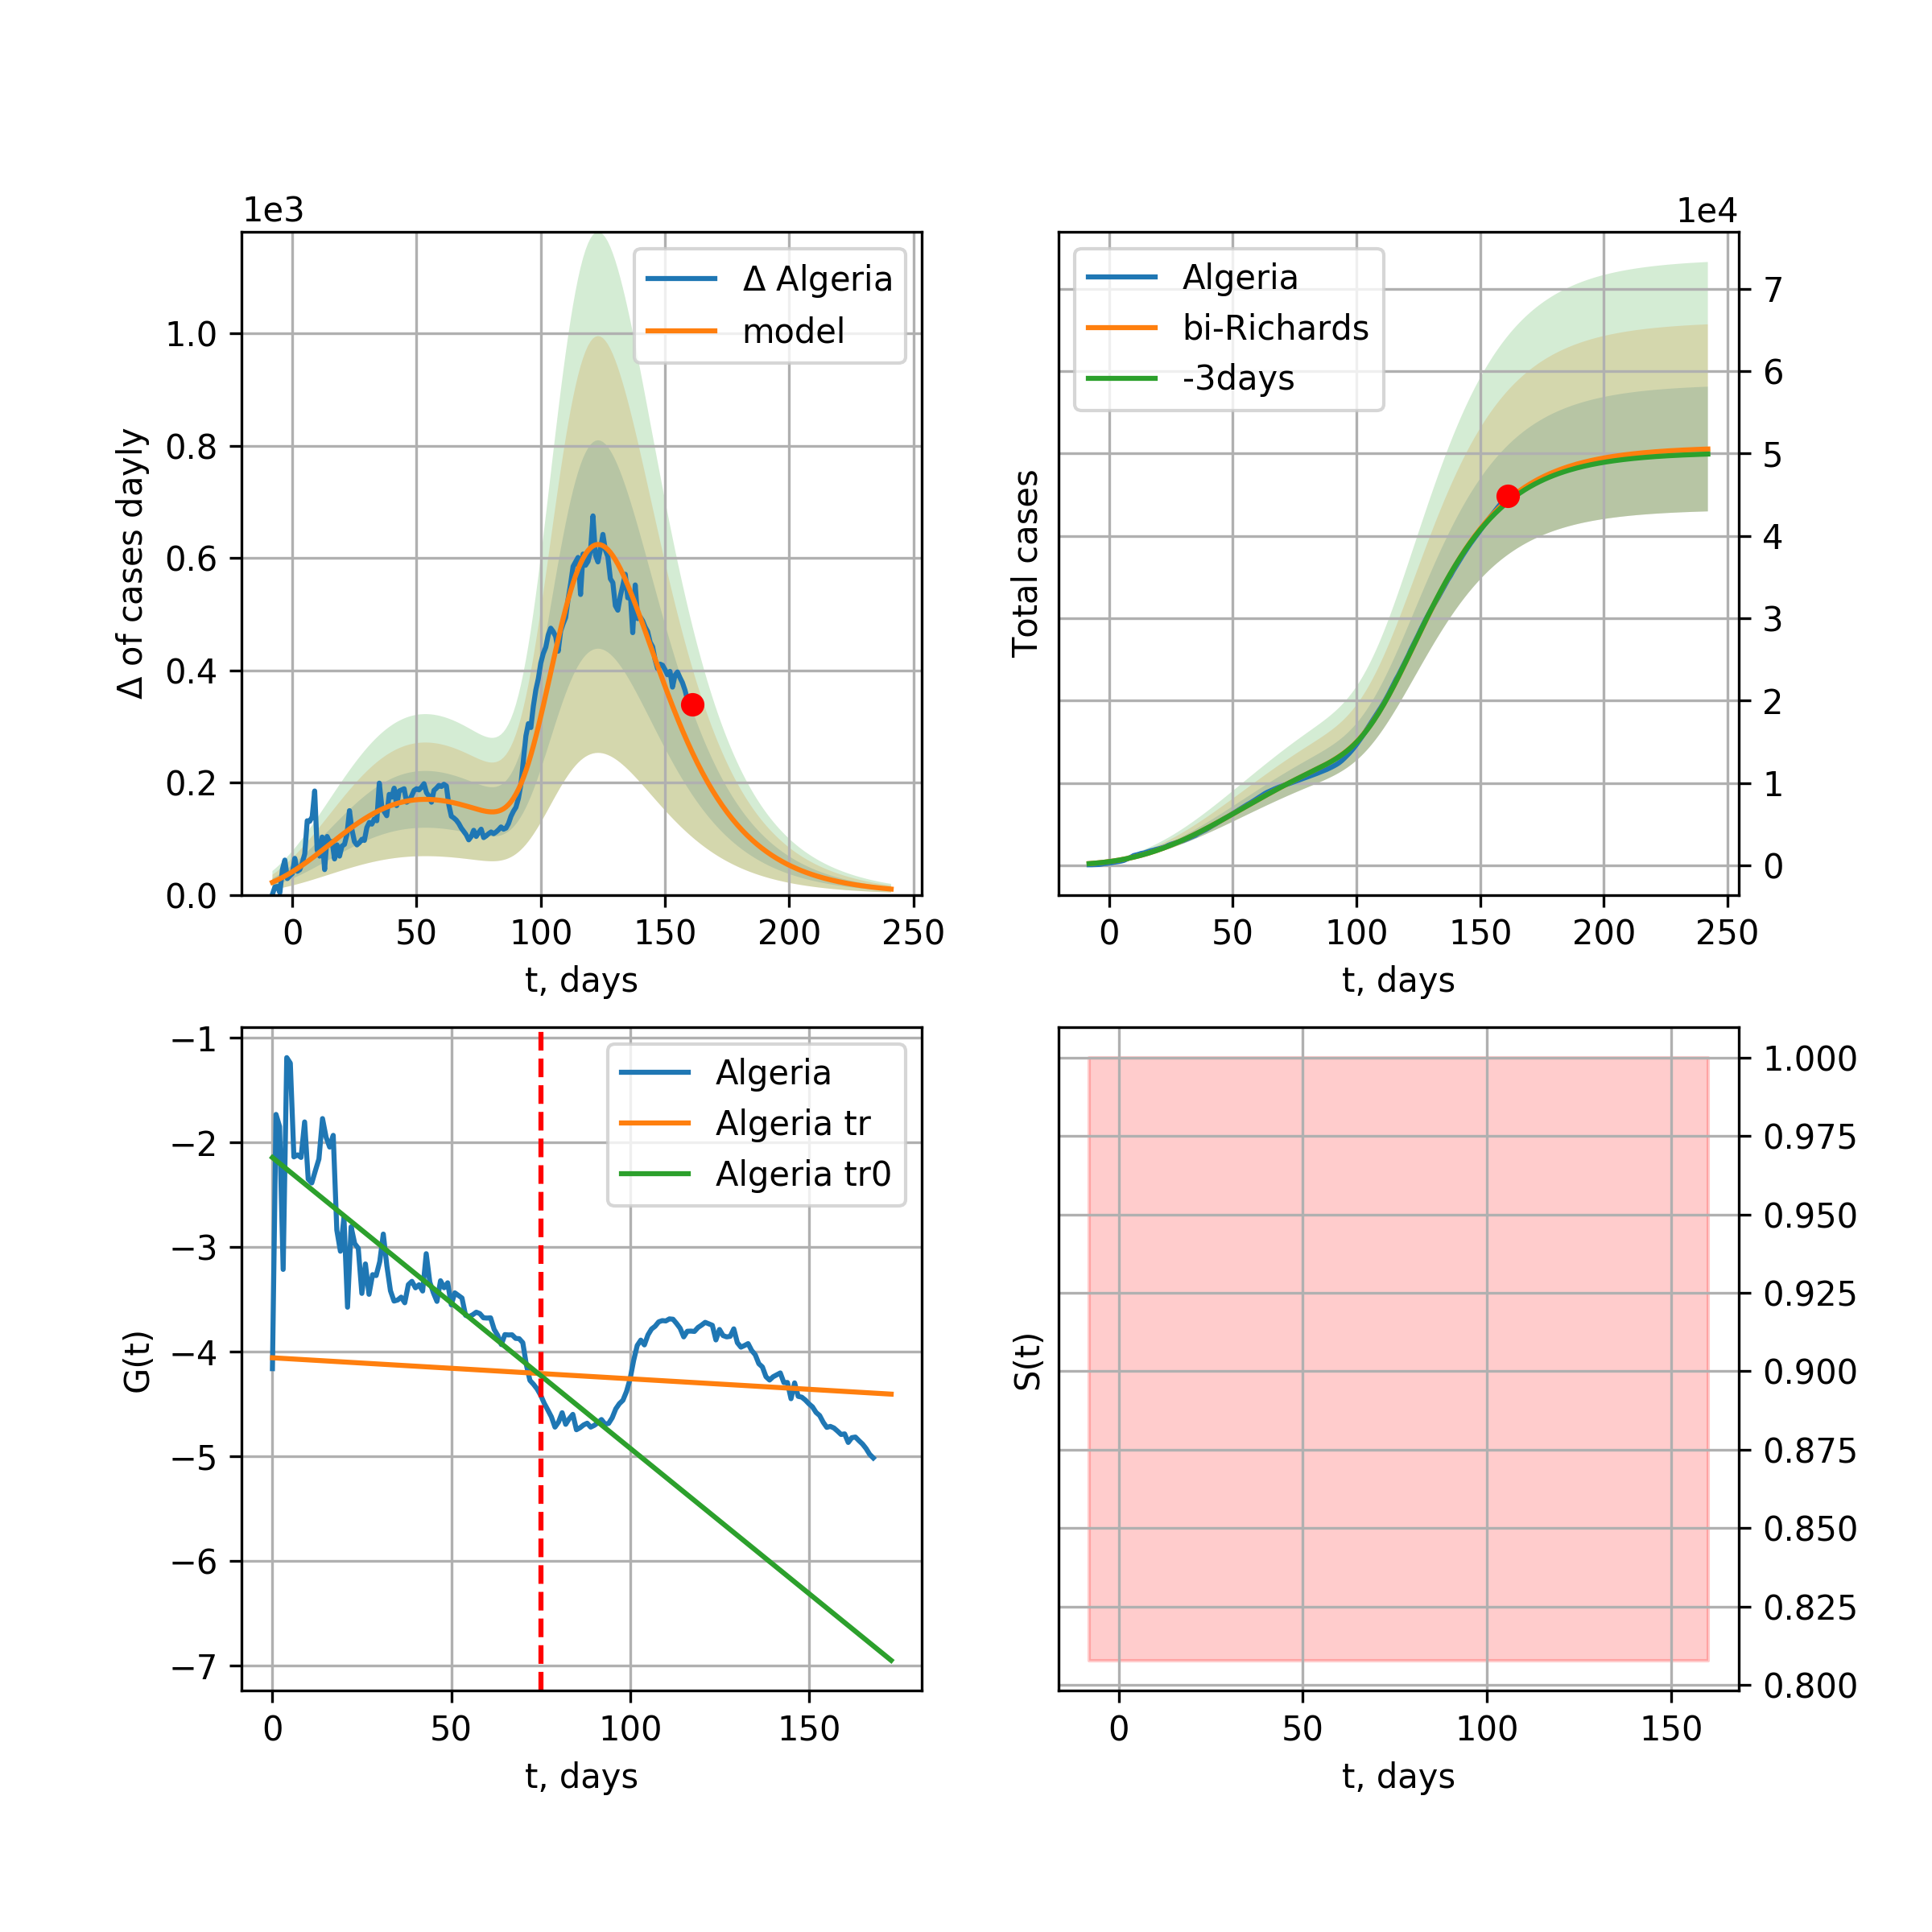 1e3
Δ of cases dayly
1.0
0.8
0.6
0.4
0.2
0.0
Δ Algeria
model
0 50 100 150 200 250
t, days
1e4
Total cases
Algeria
bi-Richards
-3days
7
6
5
4
3
2
1
0
0 50 100 150 200 250
t, days
G(t)
−1
−2
−3
−4
−5
−6
−7
Algeria
Algeria tr
Algeria tr0
0 50 100 150
t, days
S(t)
1.000
0.975
0.950
0.925
0.900
0.875
0.850
0.825
0.800
0 50 100 150
t, days